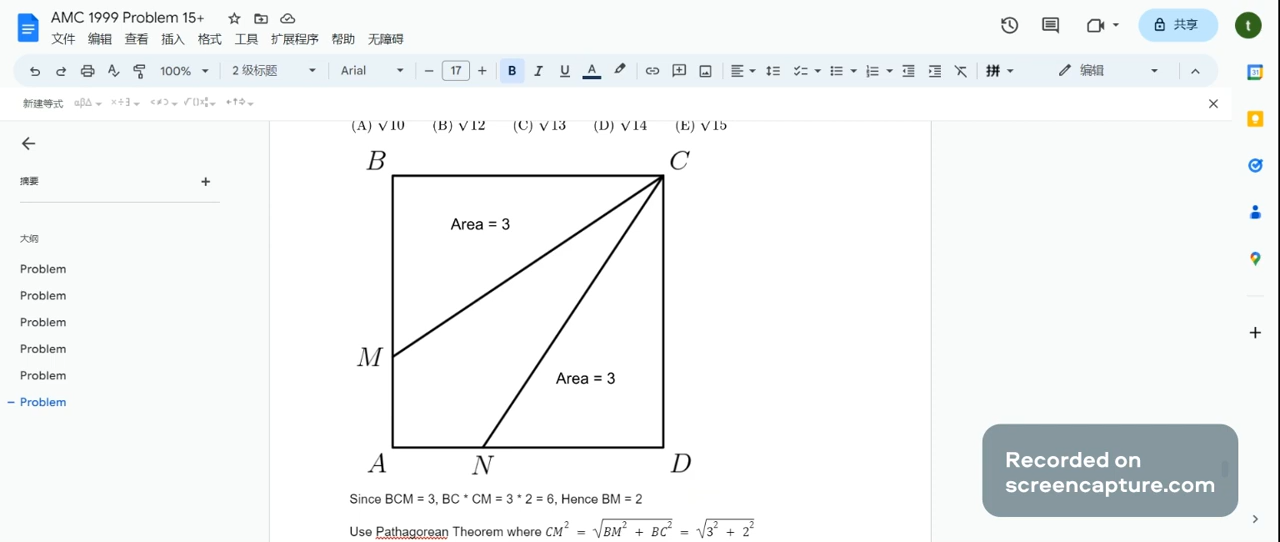 AMC 1999 Problem 15+
文件 编辑 查看 插入 格式 工具 扩展程序 帮助 无障碍
共享
t
100% 2 级标题 Arial 17 B I U A 拼 编辑
新建等式 αβΔ ×÷∃
31
摘要
大纲
Problem
Problem
Problem
Problem
Problem
Problem
(A) √10 (B) √12 (C) √13 (D) √14 (E) √15
B C
Area = 3
M
Area = 3
A N D
Since BCM = 3, BC * CM = 3 * 2 = 6, Hence BM = 2
Use Pathagorean Theorem where CM² = √(BM² + BC²) = √(3² + 2²)
Recorded on
screencapture.com